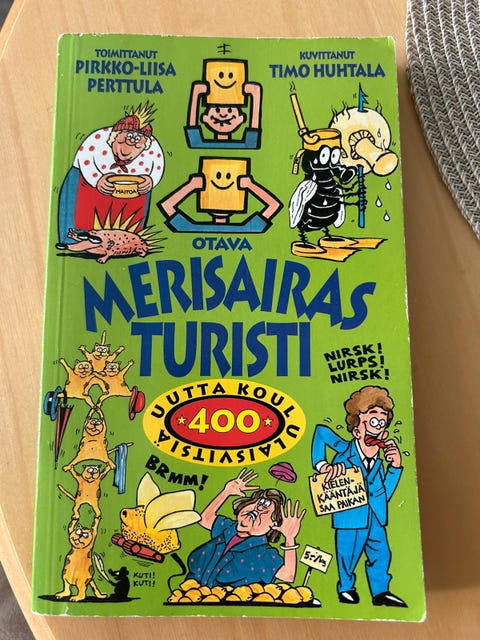 TOIMITTANUT
PIRKKO-LIISA
PERTTULA
KUVITTANUT
TIMO HUHTALA
MAITOA
OTAVA
MERISAIRAS
TURISTI
UUTTA KOULULAISVITSIÄ
400
NIRSK!
LURPS!
NIRSK!
BRMM!
KIELEN-
KÄÄNTÄJÄ
SAA PAIKAN
KUTI!
KUTI!